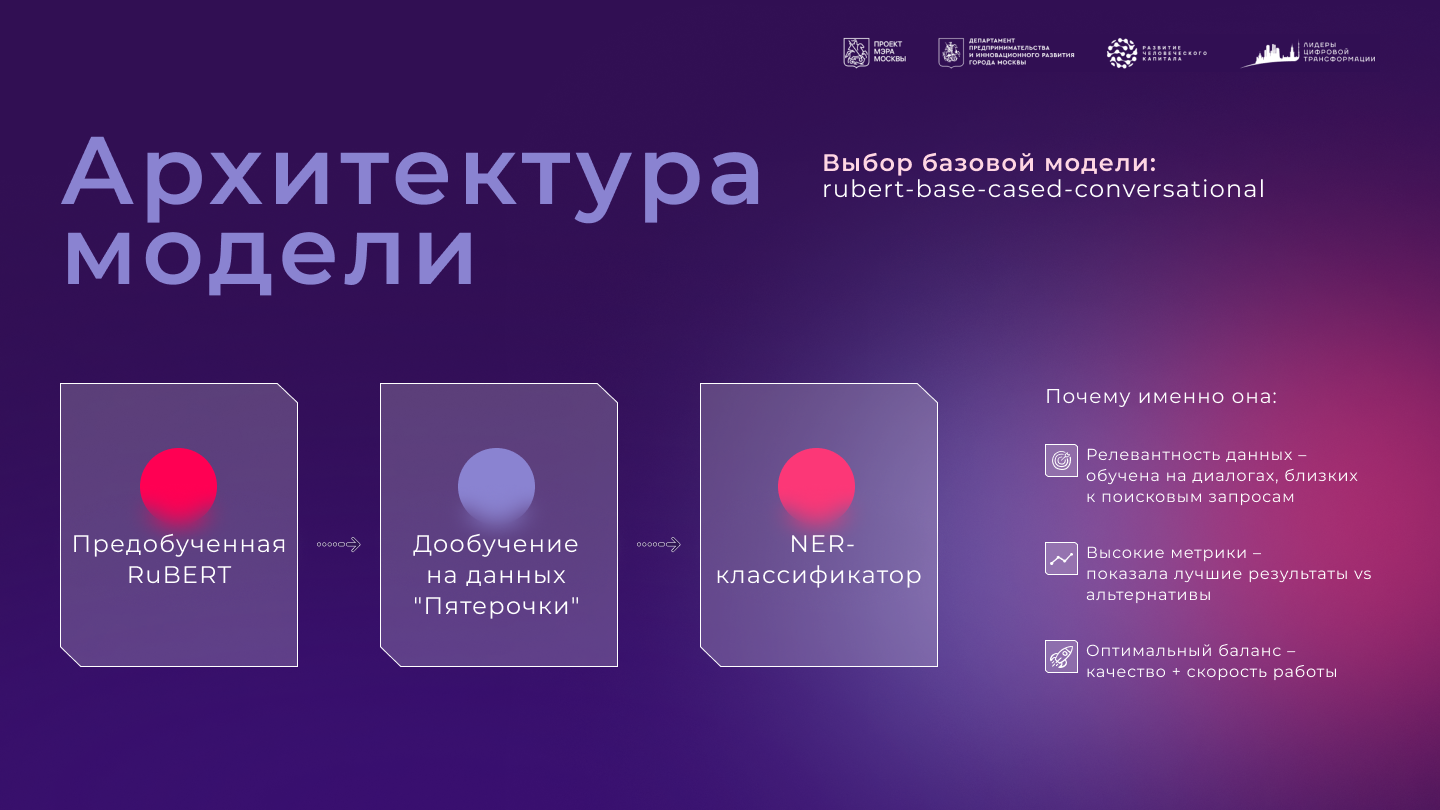 ПРОЕКТ
МЭРА
МОСКВЫ
ДЕПАРТАМЕНТ
ПРЕДПРИНИМАТЕЛЬСТВА
И ИННОВАЦИОННОГО РАЗВИТИЯ
ГОРОДА МОСКВЫ
РАЗВИТИЕ
ЧЕЛОВЕЧЕСКОГО
КАПИТАЛА
ЛИДЕРЫ
ЦИФРОВОЙ
ТРАНСФОРМАЦИИ
Архитектура
модели
Выбор базовой модели:
rubert-base-cased-conversational
Предобученная
RuBERT
Дообучение
на данных
"Пятерочки"
NER-
классификатор
Почему именно она:
Релевантность данных –
обучена на диалогах, близких
к поисковым запросам
Высокие метрики –
показала лучшие результаты vs
альтернативы
Оптимальный баланс –
качество + скорость работы